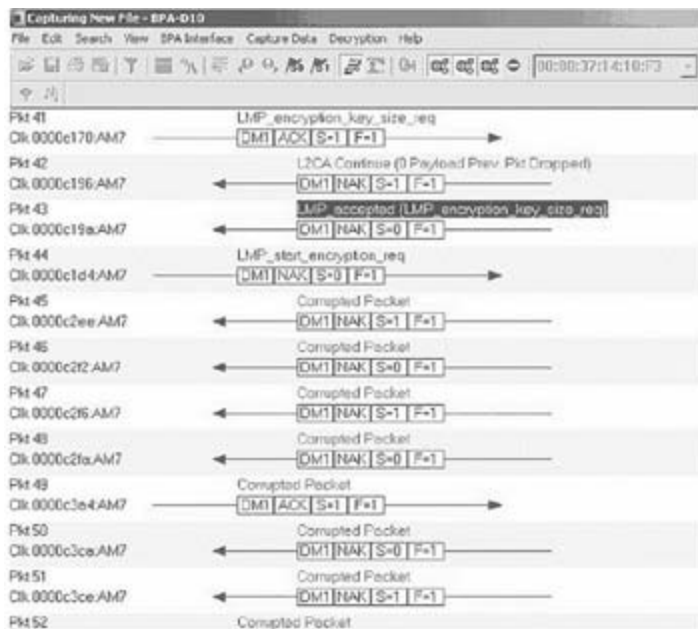 Capturing New File - BPA-D10
File Edit Search View BPA Interface Capture Data Decryption Help
00:00:37:14:10:F3
Pkt 41 LMP_encryption_key_size_req
Clk 0000c170:AM7 DM1 ACK S=1 F=1
Pkt 42 L2CA Continue (0 Payload Prev. Pkt Dropped)
Clk 0000c196:AM7 DM1 NAK S=1 F=1
Pkt 43 LMP_accepted (LMP_encryption_key_size_req)
Clk 0000c19a:AM7 DM1 NAK S=0 F=1
Pkt 44 LMP_start_encryption_req
Clk 0000c1d4:AM7 DM1 NAK S=0 F=1
Pkt 45 Corrupted Packet
Clk 0000c2ee:AM7 DM1 NAK S=1 F=1
Pkt 46 Corrupted Packet
Clk 0000c2f2:AM7 DM1 NAK S=0 F=1
Pkt 47 Corrupted Packet
Clk 0000c2f6:AM7 DM1 NAK S=1 F=1
Pkt 48 Corrupted Packet
Clk 0000c2fa:AM7 DM1 NAK S=0 F=1
Pkt 49 Corrupted Packet
Clk 0000c3a4:AM7 DM1 ACK S=1 F=1
Pkt 50 Corrupted Packet
Clk 0000c3ca:AM7 DM1 NAK S=0 F=1
Pkt 51 Corrupted Packet
Clk 0000c3ce:AM7 DM1 NAK S=1 F=1
Pkt 52 Corrupted Packet